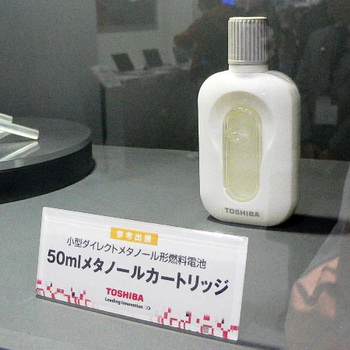 TOSHIBA
参考出展
小型ダイレクトメタノール形燃料電池
50mlメタノールカートリッジ
TOSHIBA
Leading Innovation >>>